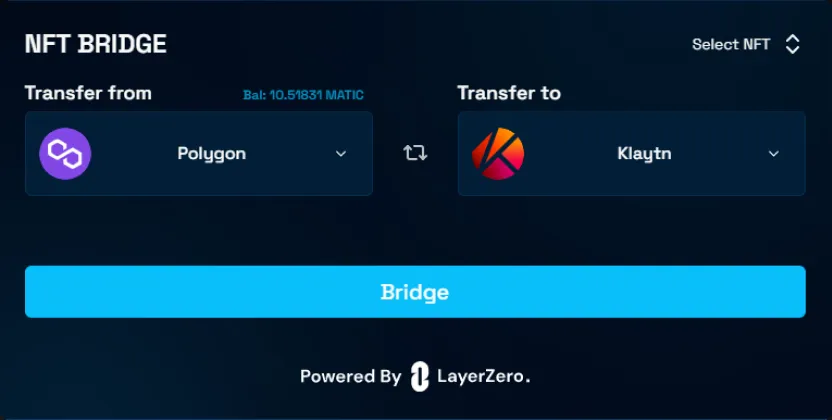 NFT BRIDGE
Select NFT
Transfer from
Bal: 10.51831 MATIC
Transfer to
Polygon
Klaytn
Bridge
Powered By LayerZero.